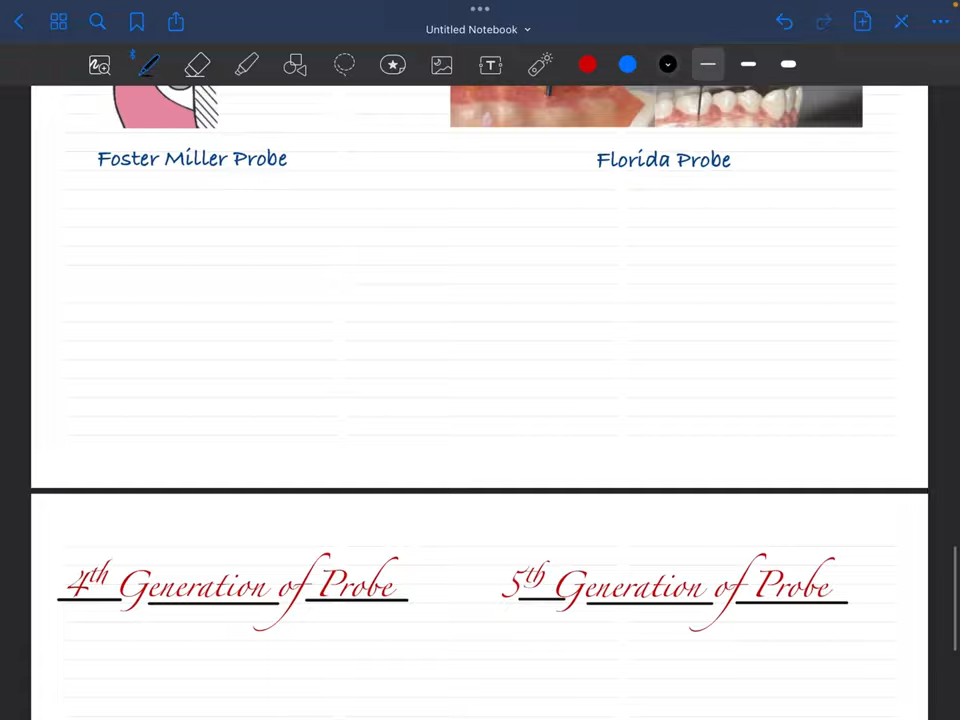 Untitled Notebook
T
Foster Miller Probe
Florida Probe
4th Generation of Probe
5th Generation of Probe